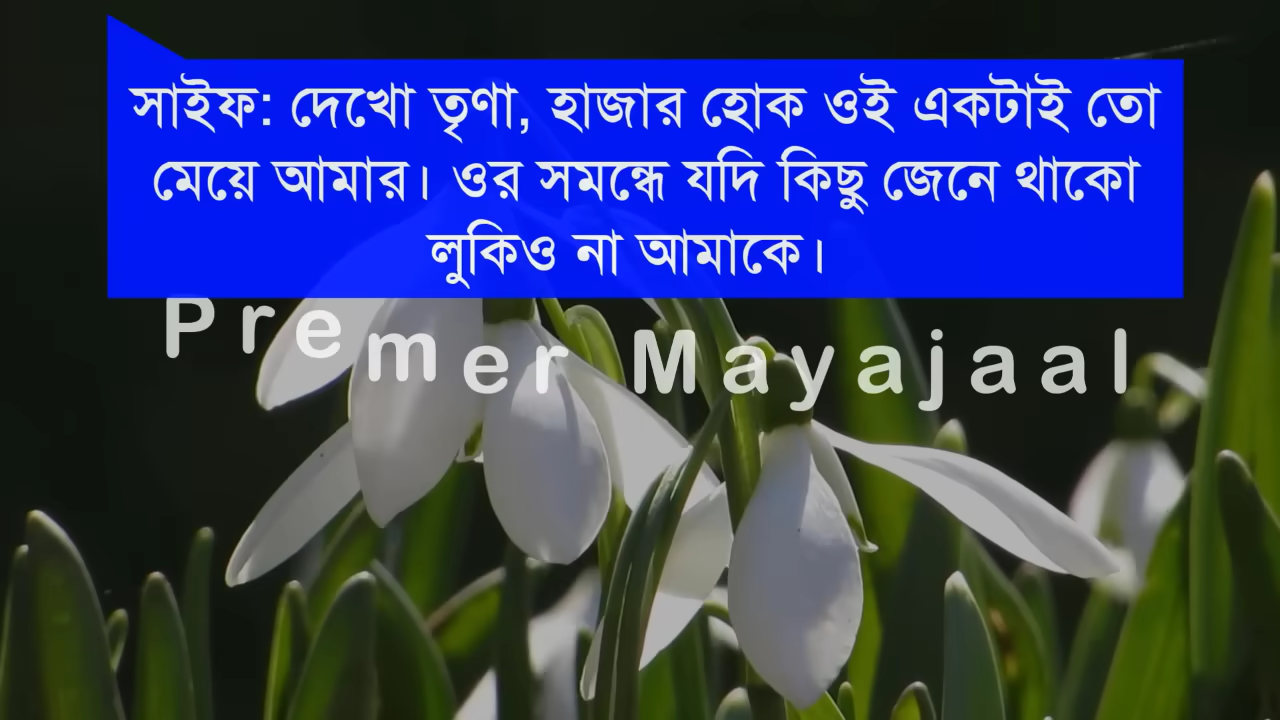 সাইফ: দেখো তৃণা, হাজার হোক ওই একটাই তো
মেয়ে আমার। ওর সমন্ধে যদি কিছু জেনে থাকো
লুকিও না আমাকে।
Premer Mayajaal